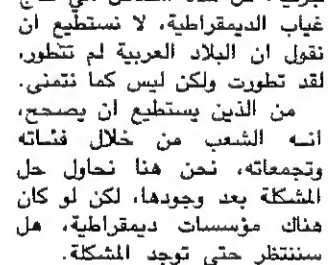 غياب الديمقراطية، لا نستطيع ان
نقول ان البلاد العربية لم تتطور.
لقد تطورت ولكن ليس كما نتمنى.
من الذين يستطيع ان يصحح،
انه الشعب من خلال فئاته
وتجمعاته، نحن هنا نحاول حل
المشكلة بعد وجودها، لكن لو كان
هناك مؤسسات ديمقراطية، هل
سننتظر حتى توجد المشكلة.